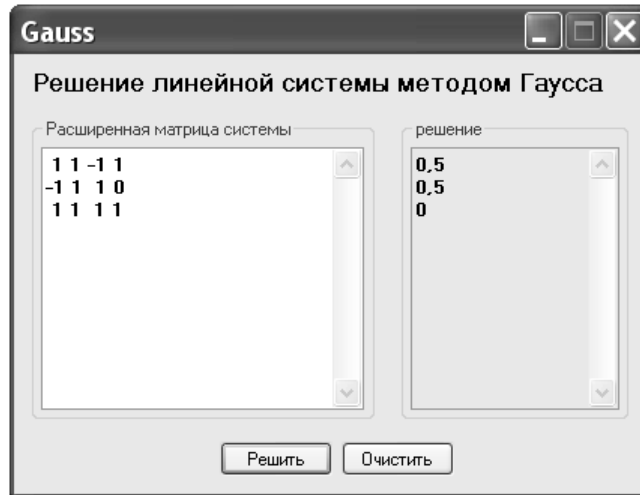 Gauss
Решение линейной системы методом Гаусса
Расширенная матрица системы
1 1 -1 1
-1 1 1 0
1 1 1 1
решение
0,5
0,5
0
Решить Очистить